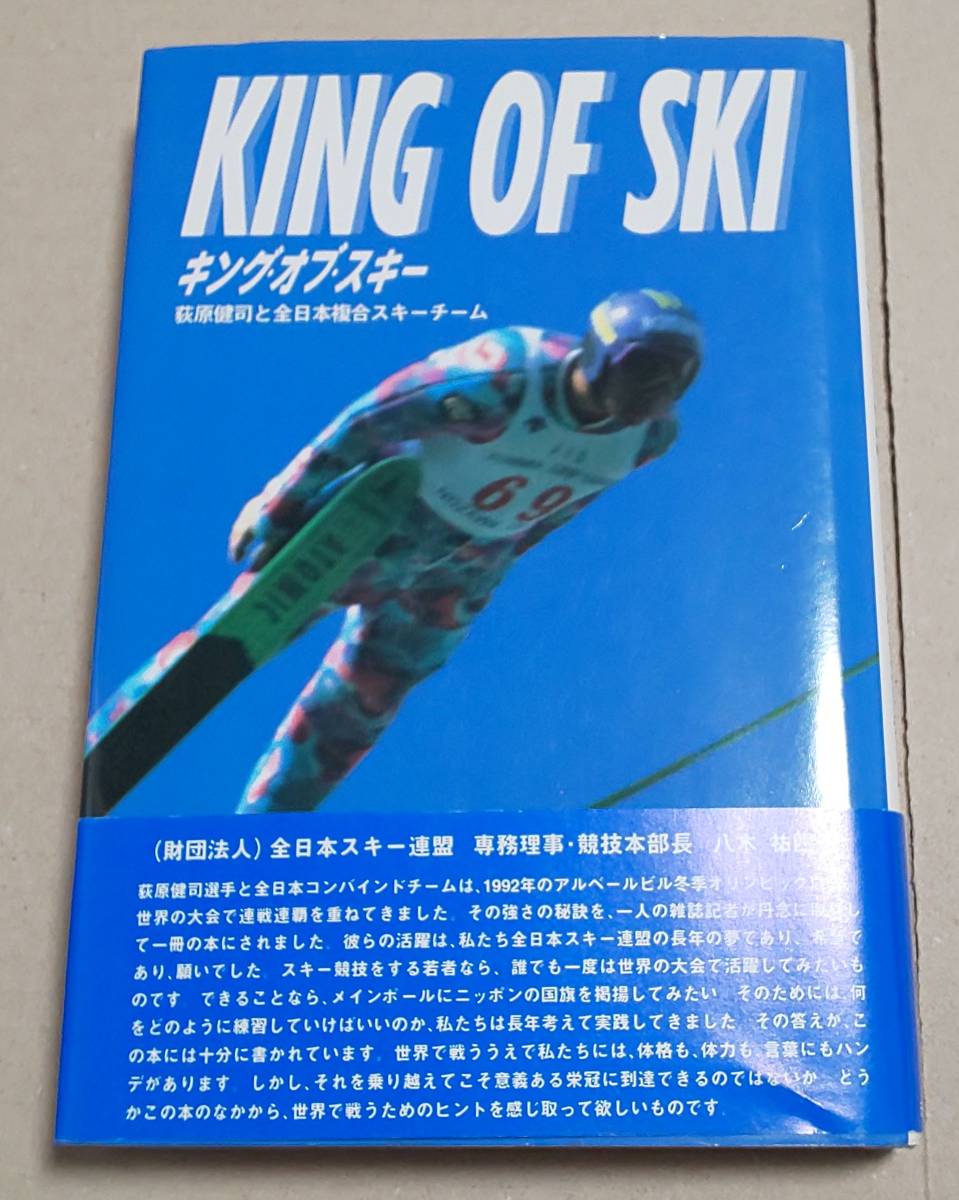 KING OF SKI
キング・オブ・スキー
荻原健司と全日本複合スキーチーム
69
ATOMIC
(財団法人)全日本スキー連盟 専務理事・競技本部長 八木 祐四
荻原健司選手と全日本コンバインドチームは、1992年のアルベールビル冬季オリンピック
世界の大会で連戦連覇を重ねてきました。その強さの秘訣を、一人の雑誌記者が丹念に取材し
て一冊の本にされました。彼らの活躍は、私たち全日本スキー連盟の長年の夢であり、希望で
あり、願いでした。スキー競技をする若者なら、誰でも一度は世界の大会で活躍してみたいも
のです。できることなら、メインポールにニッポンの国旗を掲揚してみたい。そのためには、何
をどのように練習していけばいいのか、私たちは長年考えて実践してきました。その答えが、こ
の本には十分に書かれています。世界で戦ううえで私たちには、体格も、体力も、言葉にもハン
デがあります。しかし、それを乗り越えてこそ意義ある栄冠に到達できるのではないか。どう
かこの本のなかから、世界で戦うためのヒントを感じ取って欲しいものです。